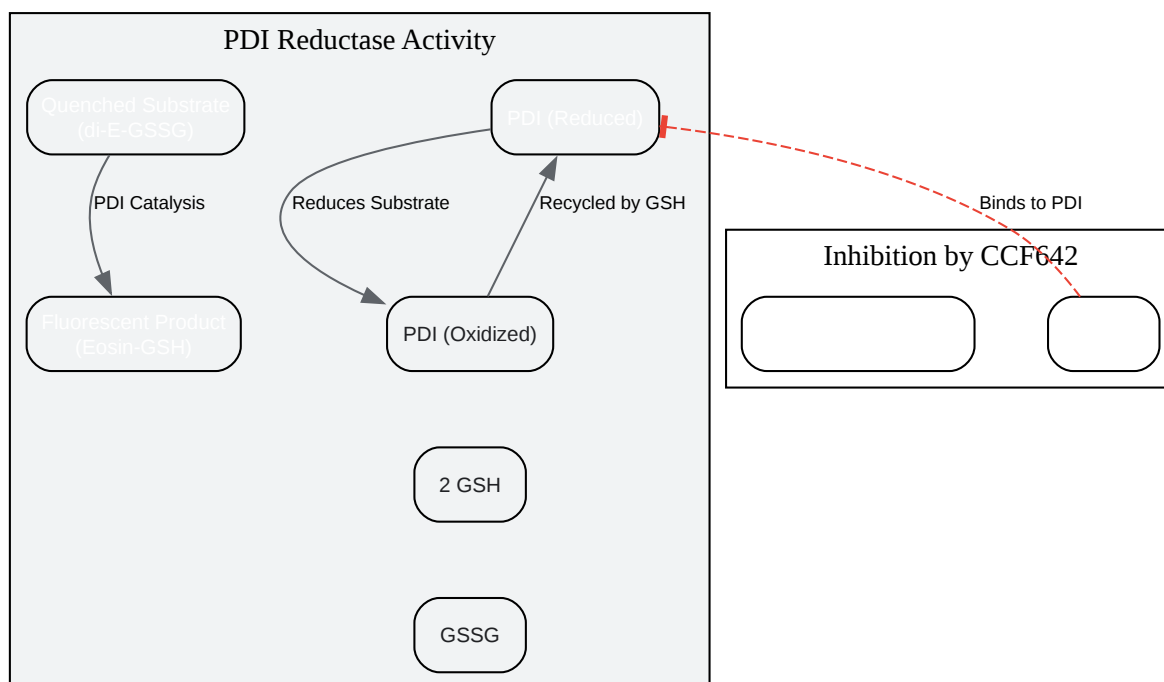 PDI Reductase Activity
Quenched Substrate
(di-E-GSSG)
PDI (Reduced)
PDI Catalysis
Reduces Substrate
Recycled by GSH
Binds to PDI
Inhibition by CCF642
Fluorescent Product
(Eosin-GSH)
PDI (Oxidized)
2 GSH
GSSG